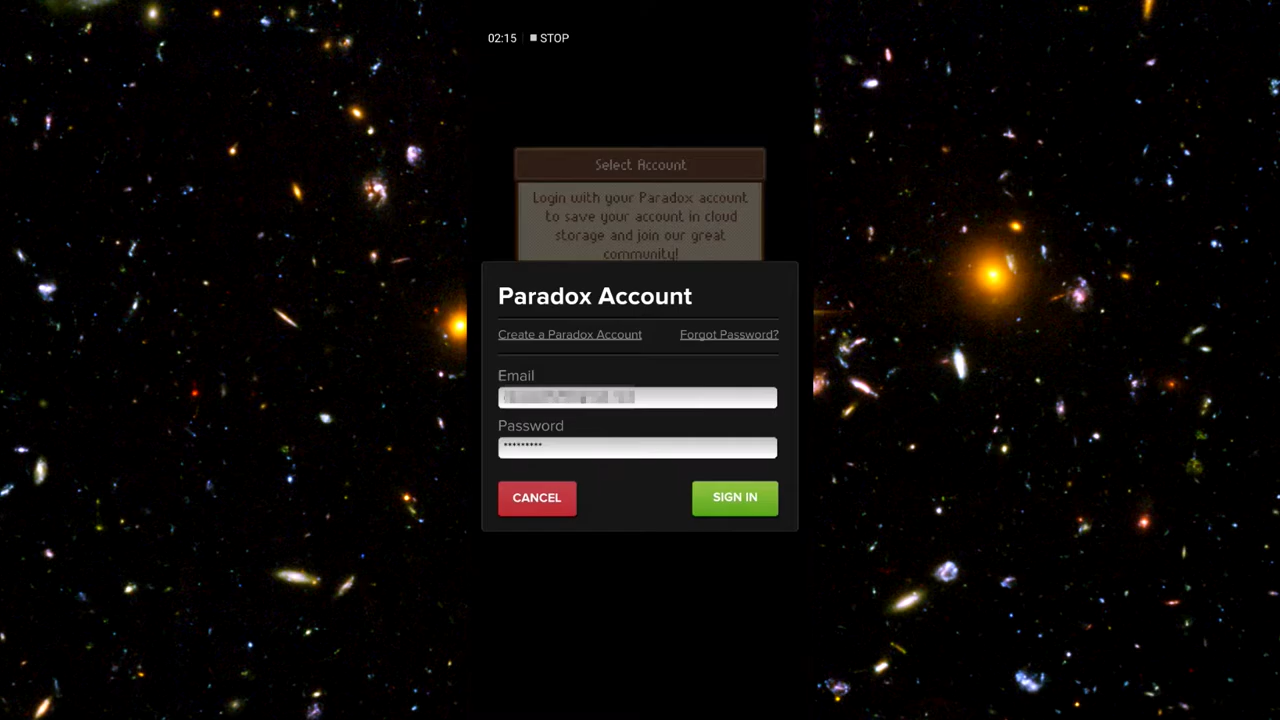 02:15 STOP
Select Account
Login with your Paradox account
to save your account in cloud
storage and join our great
community!
Paradox Account
Create a Paradox Account Forgot Password?
Email
Password
*********
CANCEL SIGN IN